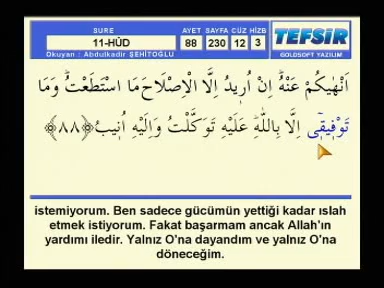 SURE AYET SAYFA CÜZ HİZB
11-HÛD 88 230 12 3
Okuyan : Abdulkadir ŞEHİTOĞLU
TEFSİR
GOLDSOFT YAZILIM
اَنْهٰيكُمْ عَنْهُۜ اِنْ اُر۪يدُ اِلَّا الْاِصْلَاحَ مَا اسْتَطَعْتُۜ وَمَا
تَوْف۪يق۪ٓي اِلَّا بِاللّٰهِۜ عَلَيْهِ تَوَكَّلْتُ وَاِلَيْهِ اُن۪يبُ ﴿٨٨﴾
istemiyorum. Ben sadece gücümün yettiği kadar ıslah
etmek istiyorum. Fakat başarmam ancak Allah'ın
yardımı iledir. Yalnız O'na dayandım ve yalnız O'na
döneceğim.